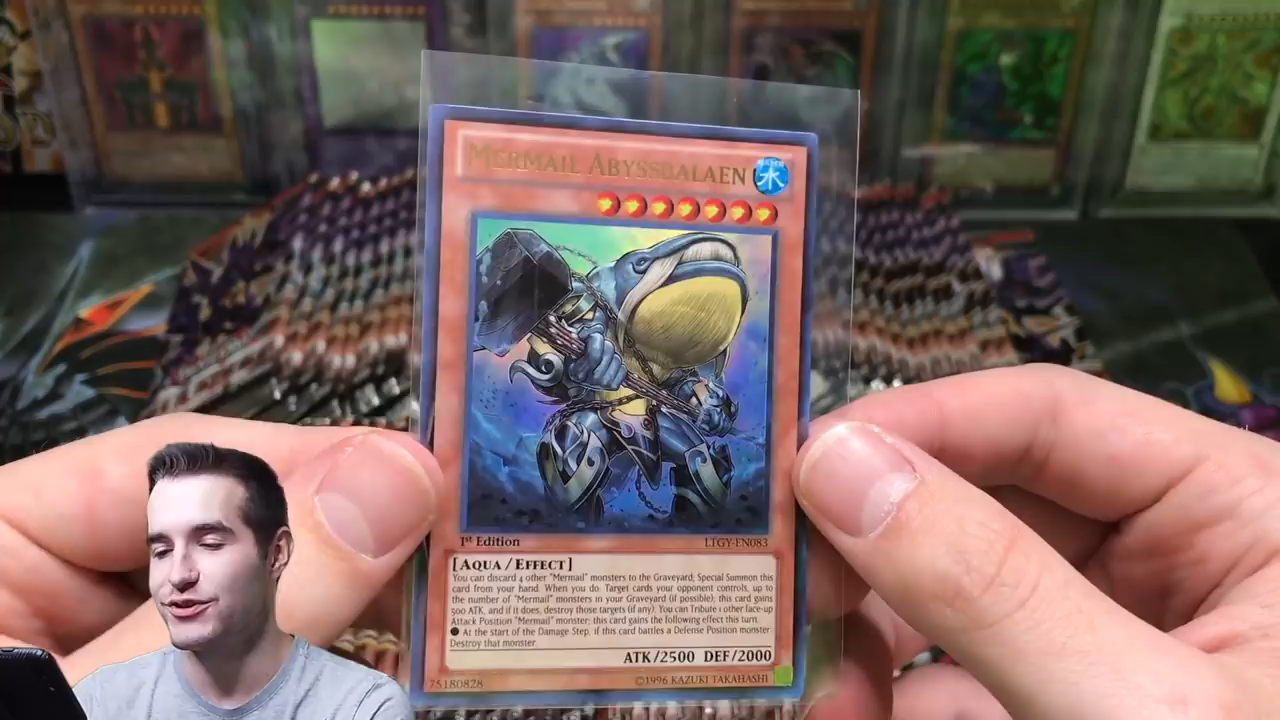 MERMAIL ABYSSBALAEN
WATER
水
1st Edition
LTGY-EN083
[AQUA/EFFECT]
You can discard 4 other "Mermail" monsters to the Graveyard; Special Summon this
card from your hand. When you do: Target cards your opponent controls, up to
the number of "Mermail" monsters in your Graveyard (if possible); this card gains
500 ATK, and if it does, destroy those targets (if any). You can Tribute 1 other face-up
Attack Position "Mermail" monster; this card gains the following effect this turn.
● At the start of the Damage Step, if this card battles a Defense Position monster:
Destroy that monster.
ATK/2500 DEF/2000
75180828
©1996 KAZUKI TAKAHASHI